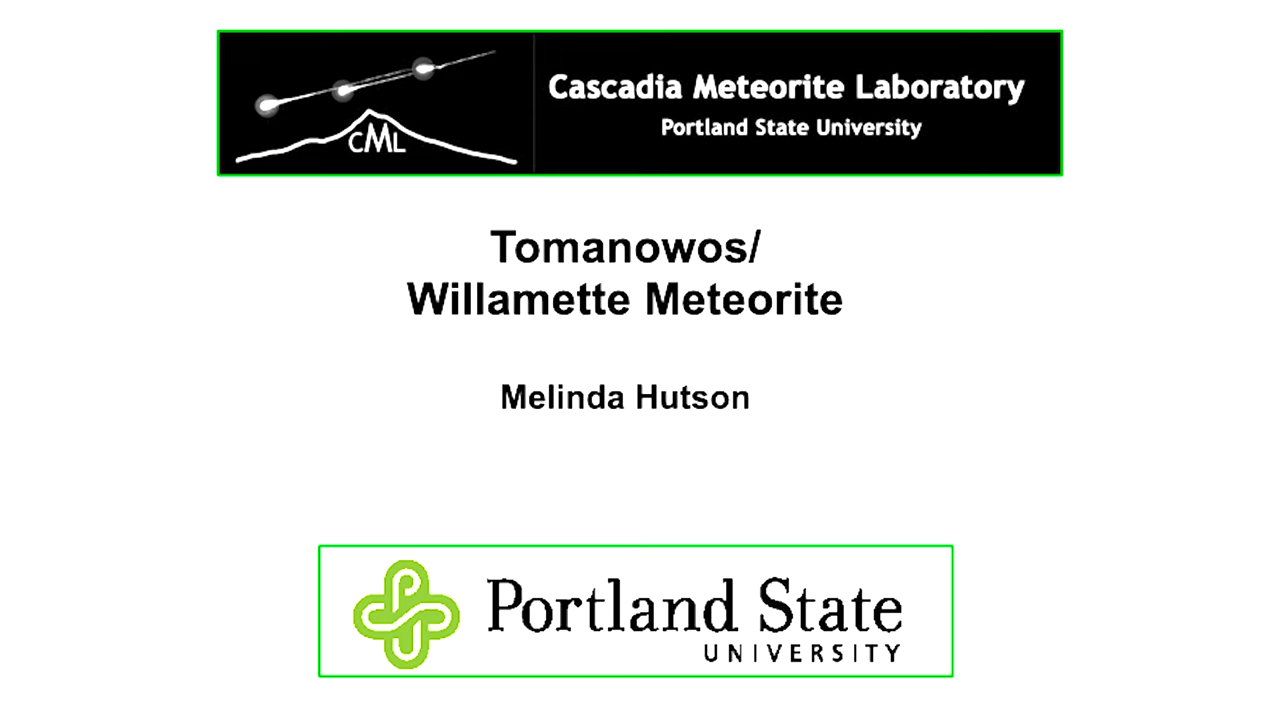 CML
Cascadia Meteorite Laboratory
Portland State University
Tomanowos/
Willamette Meteorite
Melinda Hutson
Portland State
UNIVERSITY